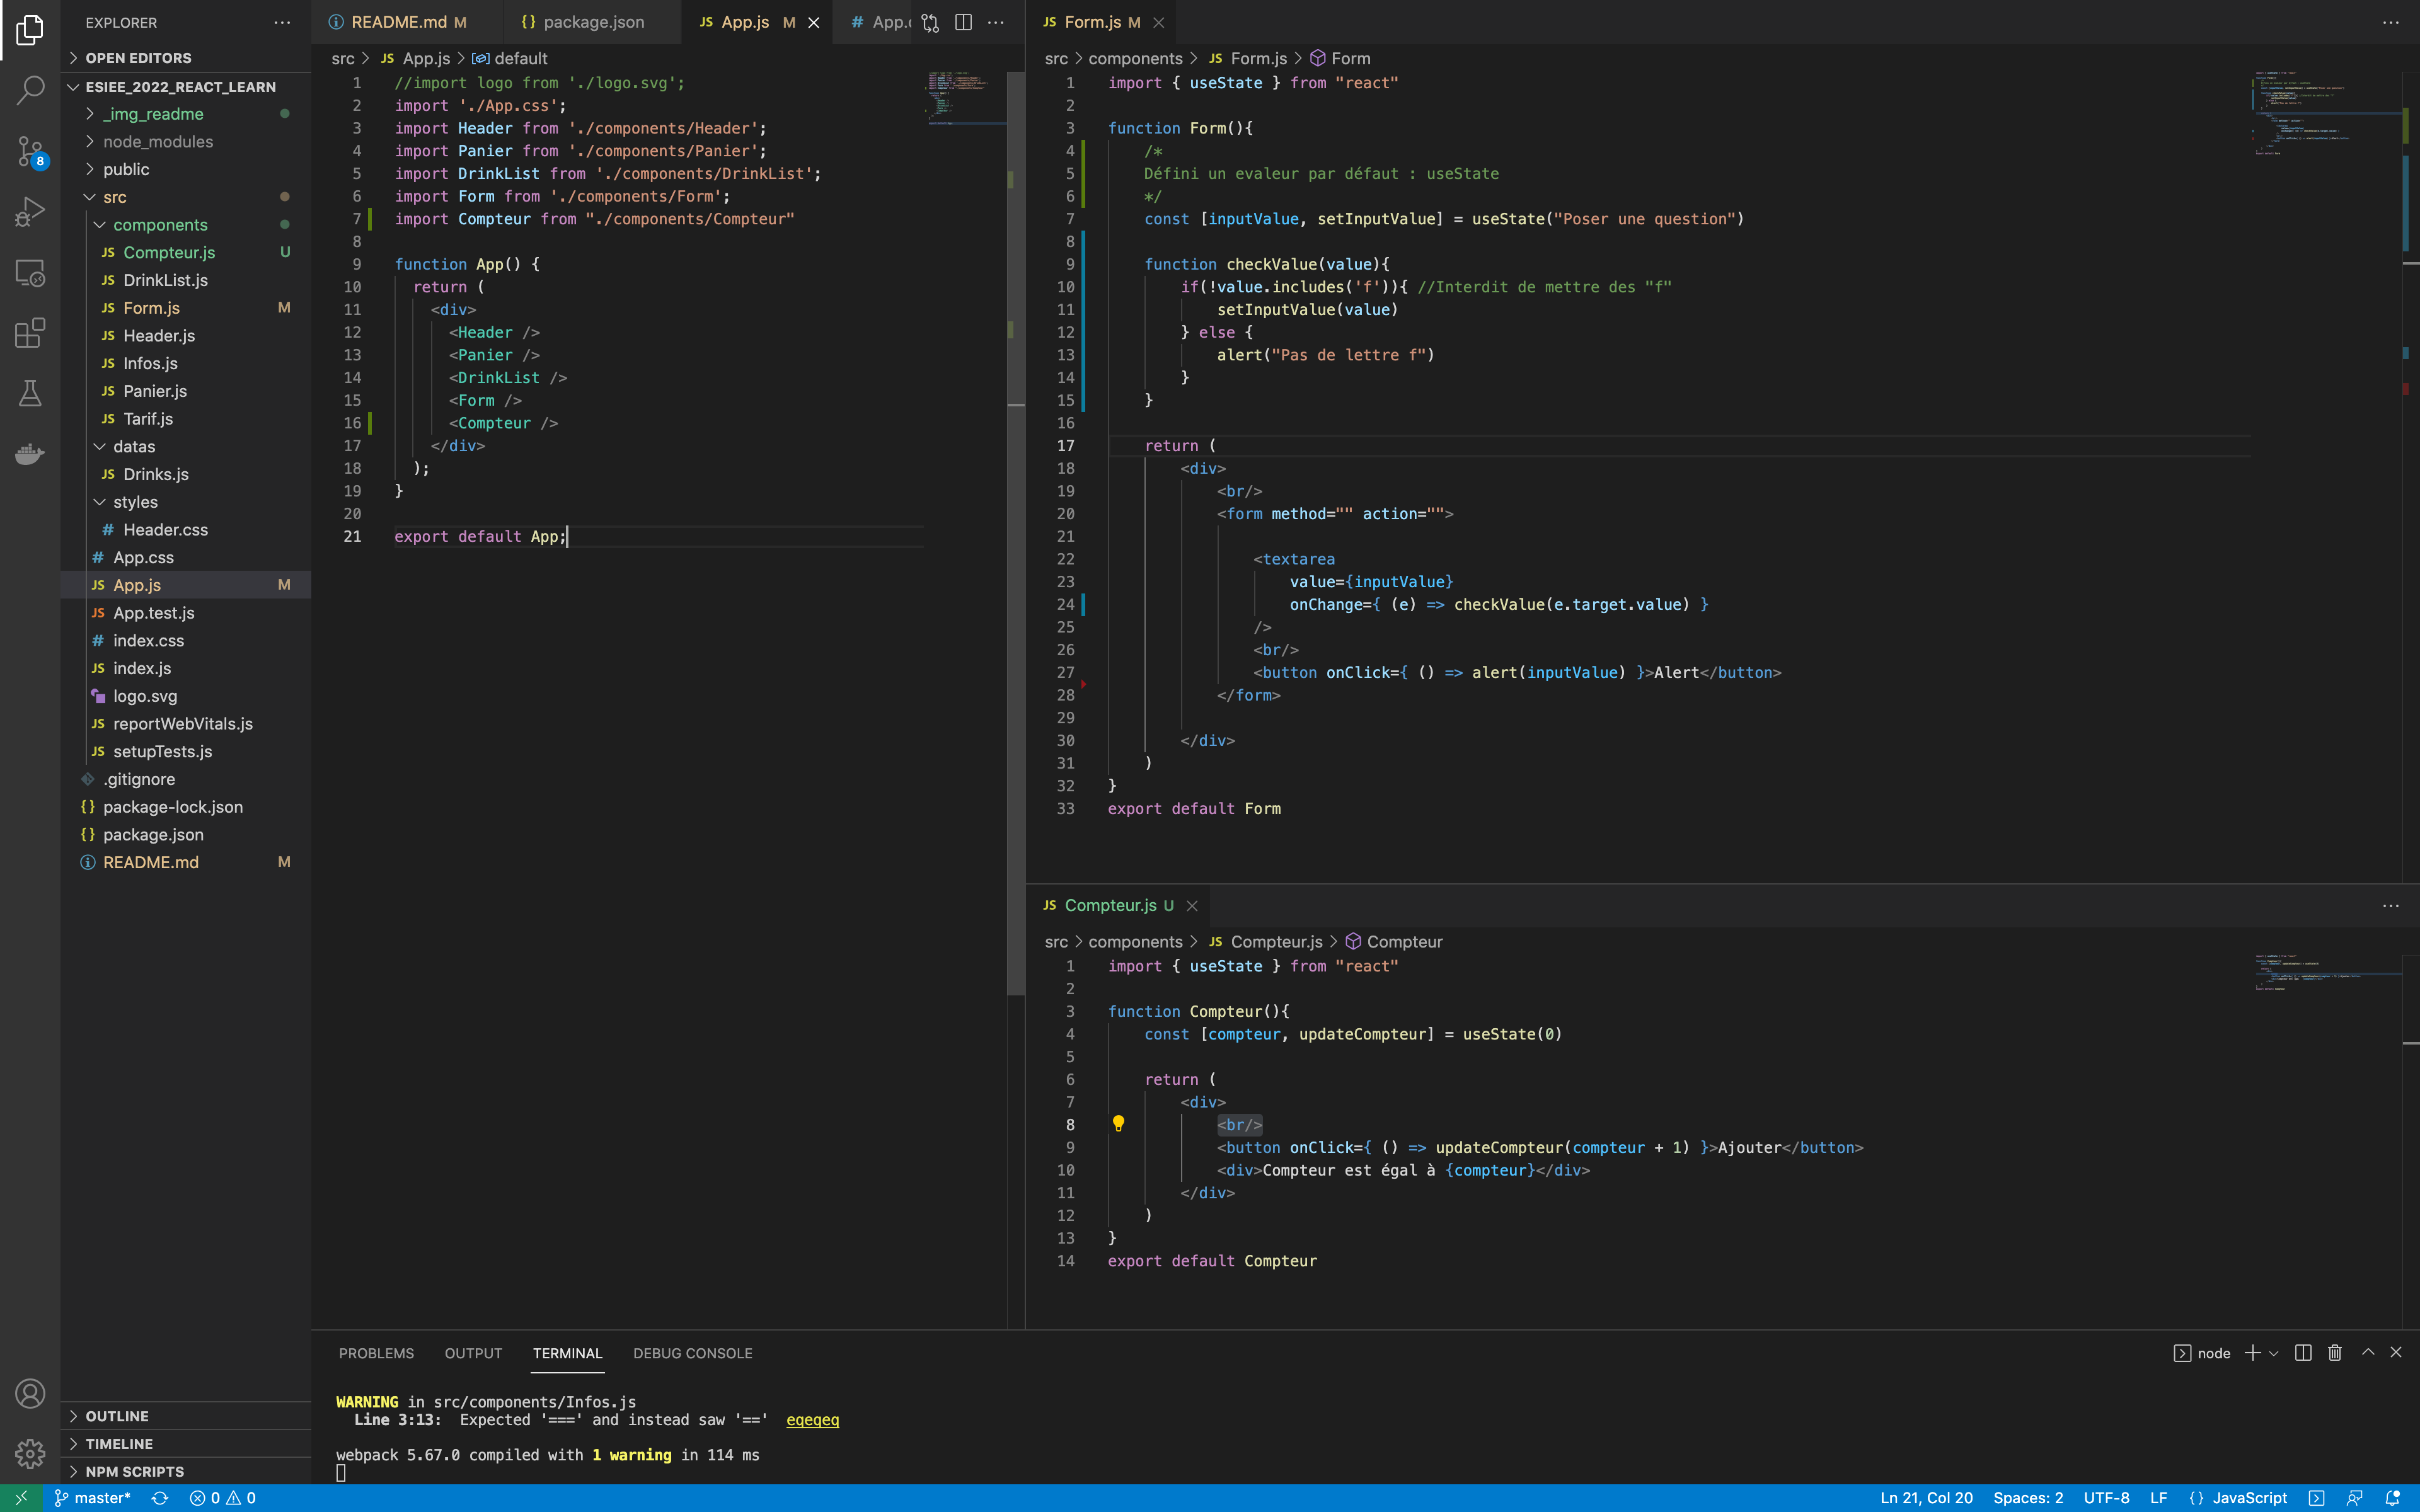 EXPLORER
OPEN EDITORS
ESIEE_2022_REACT_LEARN
_img_readme
node_modules
public
src
components
Compteur.js U
DrinkList.js
Form.js M
Header.js
Infos.js
Panier.js
Tarif.js
datas
Drinks.js
styles
Header.css
App.css
App.js M
App.test.js
index.css
index.js
logo.svg
reportWebVitals.js
setupTests.js
.gitignore
package-lock.json
package.json
README.md M
OUTLINE
TIMELINE
NPM SCRIPTS
8
README.md M package.json JS App.js M # App.c
src > JS App.js > default
1 //import logo from './logo.svg';
2 import './App.css';
3 import Header from './components/Header';
4 import Panier from './components/Panier';
5 import DrinkList from './components/DrinkList';
6 import Form from './components/Form';
7 import Compteur from "./components/Compteur"
8
9 function App() {
10 return (
11 <div>
12 <Header />
13 <Panier />
14 <DrinkList />
15 <Form />
16 <Compteur />
17 </div>
18 );
19 }
20
21 export default App;
JS Form.js M
src > components > JS Form.js > Form
1 import { useState } from "react"
2
3 function Form(){
4 /*
5 Défini un evaleur par défaut : useState
6 */
7 const [inputValue, setInputValue] = useState("Poser une question")
8
9 function checkValue(value){
10 if(!value.includes('f')){ //Interdit de mettre des "f"
11 setInputValue(value)
12 } else {
13 alert("Pas de lettre f")
14 }
15 }
16
17 return (
18 <div>
19 <br/>
20 <form method="" action="">
21
22 <textarea
23 value={inputValue}
24 onChange={ (e) => checkValue(e.target.value) }
25 />
26 <br/>
27 <button onClick={ () => alert(inputValue) }>Alert</button>
28 </form>
29
30 </div>
31 )
32 }
33 export default Form
JS Compteur.js U
src > components > JS Compteur.js > Compteur
1 import { useState } from "react"
2
3 function Compteur(){
4 const [compteur, updateCompteur] = useState(0)
5
6 return (
7 <div>
8 <br/>
9 <button onClick={ () => updateCompteur(compteur + 1) }>Ajouter</button>
10 <div>Compteur est égal à {compteur}</div>
11 </div>
12 )
13 }
14 export default Compteur
PROBLEMS OUTPUT TERMINAL DEBUG CONSOLE
node
WARNING in src/components/Infos.js
Line 3:13: Expected '===' and instead saw '==' eqeqeq
webpack 5.67.0 compiled with 1 warning in 114 ms
master* 0 0
Ln 21, Col 20 Spaces: 2 UTF-8 LF {} JavaScript